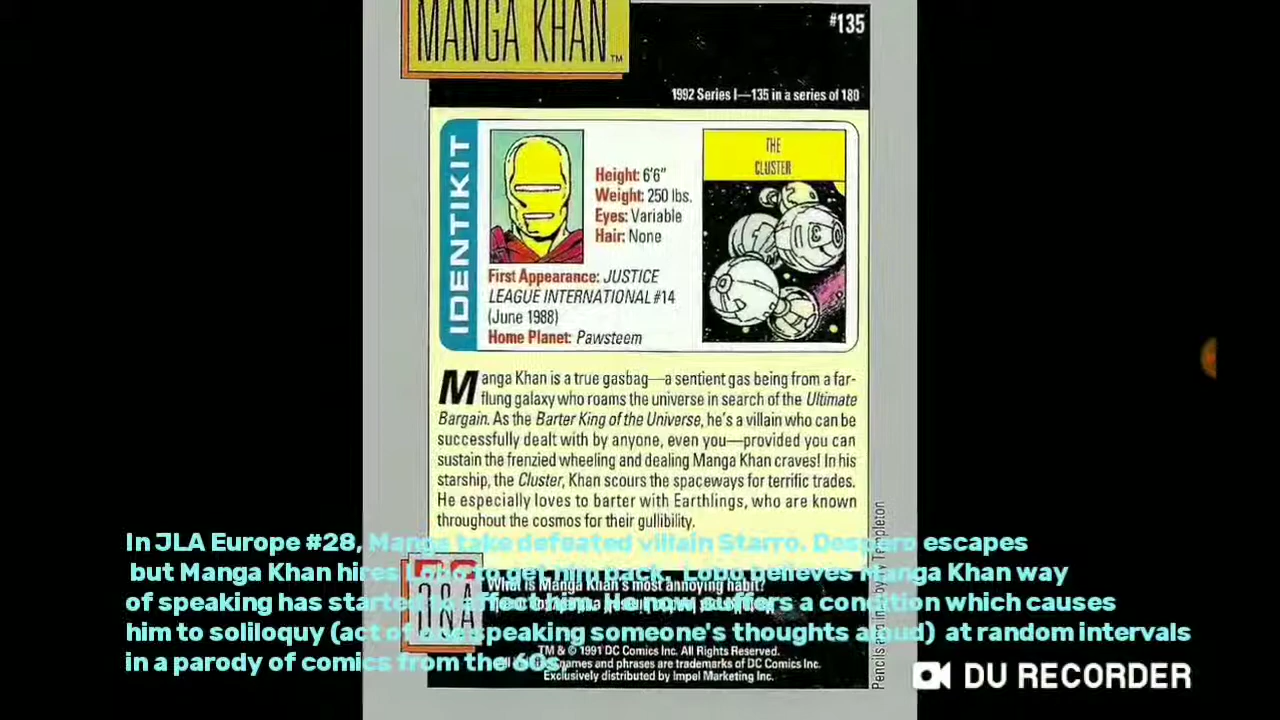 MANGA KHAN™
#135
1992 Series I—135 in a series of 180
IDENTIKIT
Height: 6'6"
Weight: 250 lbs.
Eyes: Variable
Hair: None
First Appearance: JUSTICE
LEAGUE INTERNATIONAL #14
(June 1988)
Home Planet: Pawsteem
THE
CLUSTER
Manga Khan is a true gasbag—a sentient gas being from a far-
flung galaxy who roams the universe in search of the Ultimate
Bargain. As the Barter King of the Universe, he's a villain who can be
successfully dealt with by anyone, even you—provided you can
sustain the frenzied wheeling and dealing Manga Khan craves! In his
starship, the Cluster, Khan scours the spaceways for terrific trades.
He especially loves to barter with Earthlings, who are known
throughout the cosmos for their gullibility.
In JLA Europe #28, Manga take defeated villain Starro. Despero escapes
but Manga Khan hires Lobo to get him back. Lobo believes Manga Khan way
of speaking has started to affect him. He now suffers a condition which causes
him to soliloquy (act of one speaking someone's thoughts aloud) at random intervals
in a parody of comics from the 60s,
Q&A
What is Manga Khan's most annoying habit?
TM & © 1991 DC Comics Inc. All Rights Reserved.
names and phrases are trademarks of DC Comics Inc.
Exclusively distributed by Impel Marketing Inc.
Pencils and Templeton
DU RECORDER